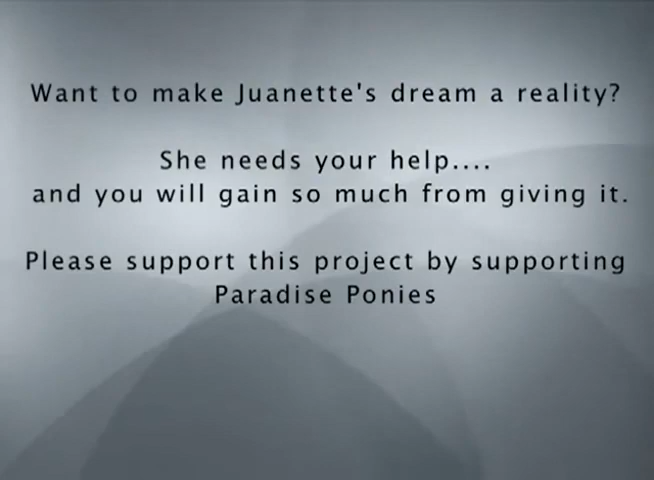 Want to make Juanette's dream a reality?
She needs your help....
and you will gain so much from giving it.
Please support this project by supporting
Paradise Ponies